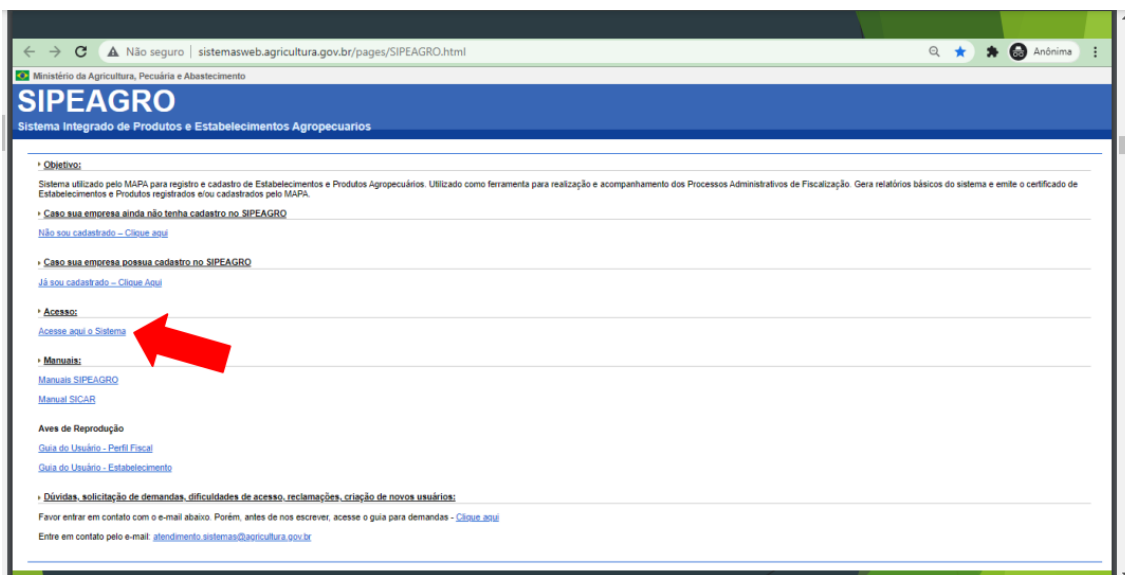 Não seguro | sistemasweb.agricultura.gov.br/pages/SIPEAGRO.html
Anônima
Ministério da Agricultura, Pecuária e Abastecimento
SIPEAGRO
Sistema Integrado de Produtos e Estabelecimentos Agropecuarios
Objetivo:
Sistema utilizado pelo MAPA para registro e cadastro de Estabelecimentos e Produtos Agropecuários. Utilizado como ferramenta para realização e acompanhamento dos Processos Administrativos de Fiscalização. Gera relatórios básicos do sistema e emite o certificado de
Estabelecimentos e Produtos registrados e/ou cadastrados pelo MAPA.
Caso sua empresa ainda não tenha cadastro no SIPEAGRO
Não sou cadastrado – Clique aqui
Caso sua empresa possua cadastro no SIPEAGRO
Já sou cadastrado – Clique Aqui
Acesso:
Acesse aqui o Sistema
Manuais:
Manuais SIPEAGRO
Manual SICAR
Aves de Reprodução
Guia do Usuário - Perfil Fiscal
Guia do Usuário - Estabelecimento
Dúvidas, solicitação de demandas, dificuldades de acesso, reclamações, criação de novos usuários:
Favor entrar em contato com o e-mail abaixo. Porém, antes de nos escrever, acesse o guia para demandas - Clique aqui
Entre em contato pelo e-mail: atendimento.sistemas@agricultura.gov.br